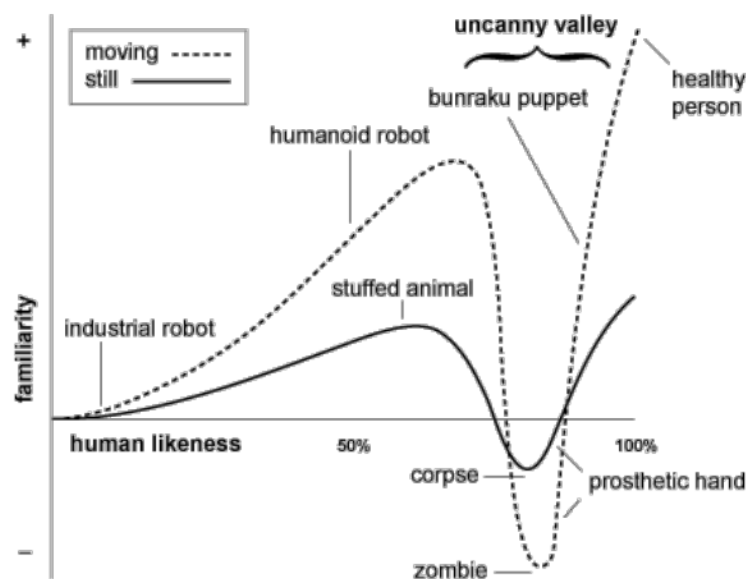 +
moving
still
uncanny valley
bunraku puppet
healthy
person
humanoid robot
stuffed animal
industrial robot
familiarity
human likeness
50%
100%
corpse
prosthetic hand
–
zombie